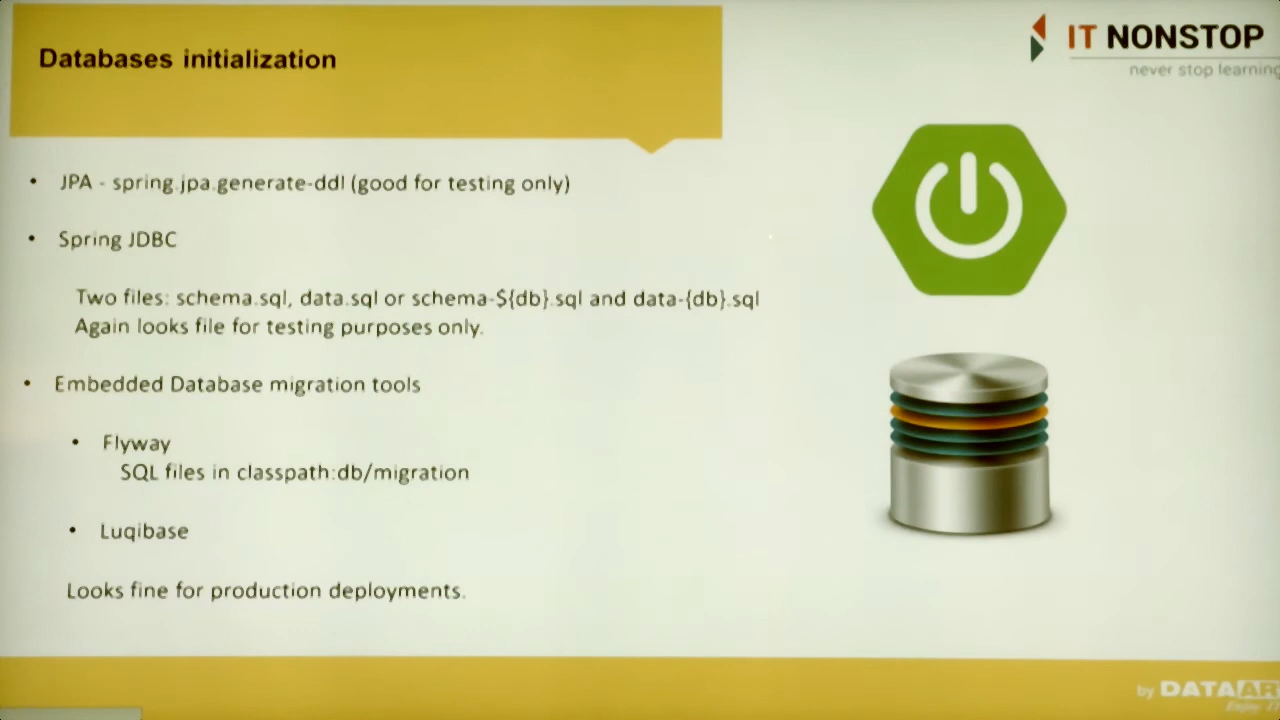 Databases initialization
IT NONSTOP
never stop learning
• JPA - spring.jpa.generate-ddl (good for testing only)
• Spring JDBC
Two files: schema.sql, data.sql or schema-${db}.sql and data-{db}.sql
Again looks file for testing purposes only.
• Embedded Database migration tools
• Flyway
SQL files in classpath:db/migration
• Luqibase
Looks fine for production deployments.
by DATAAR
Enjoy IT